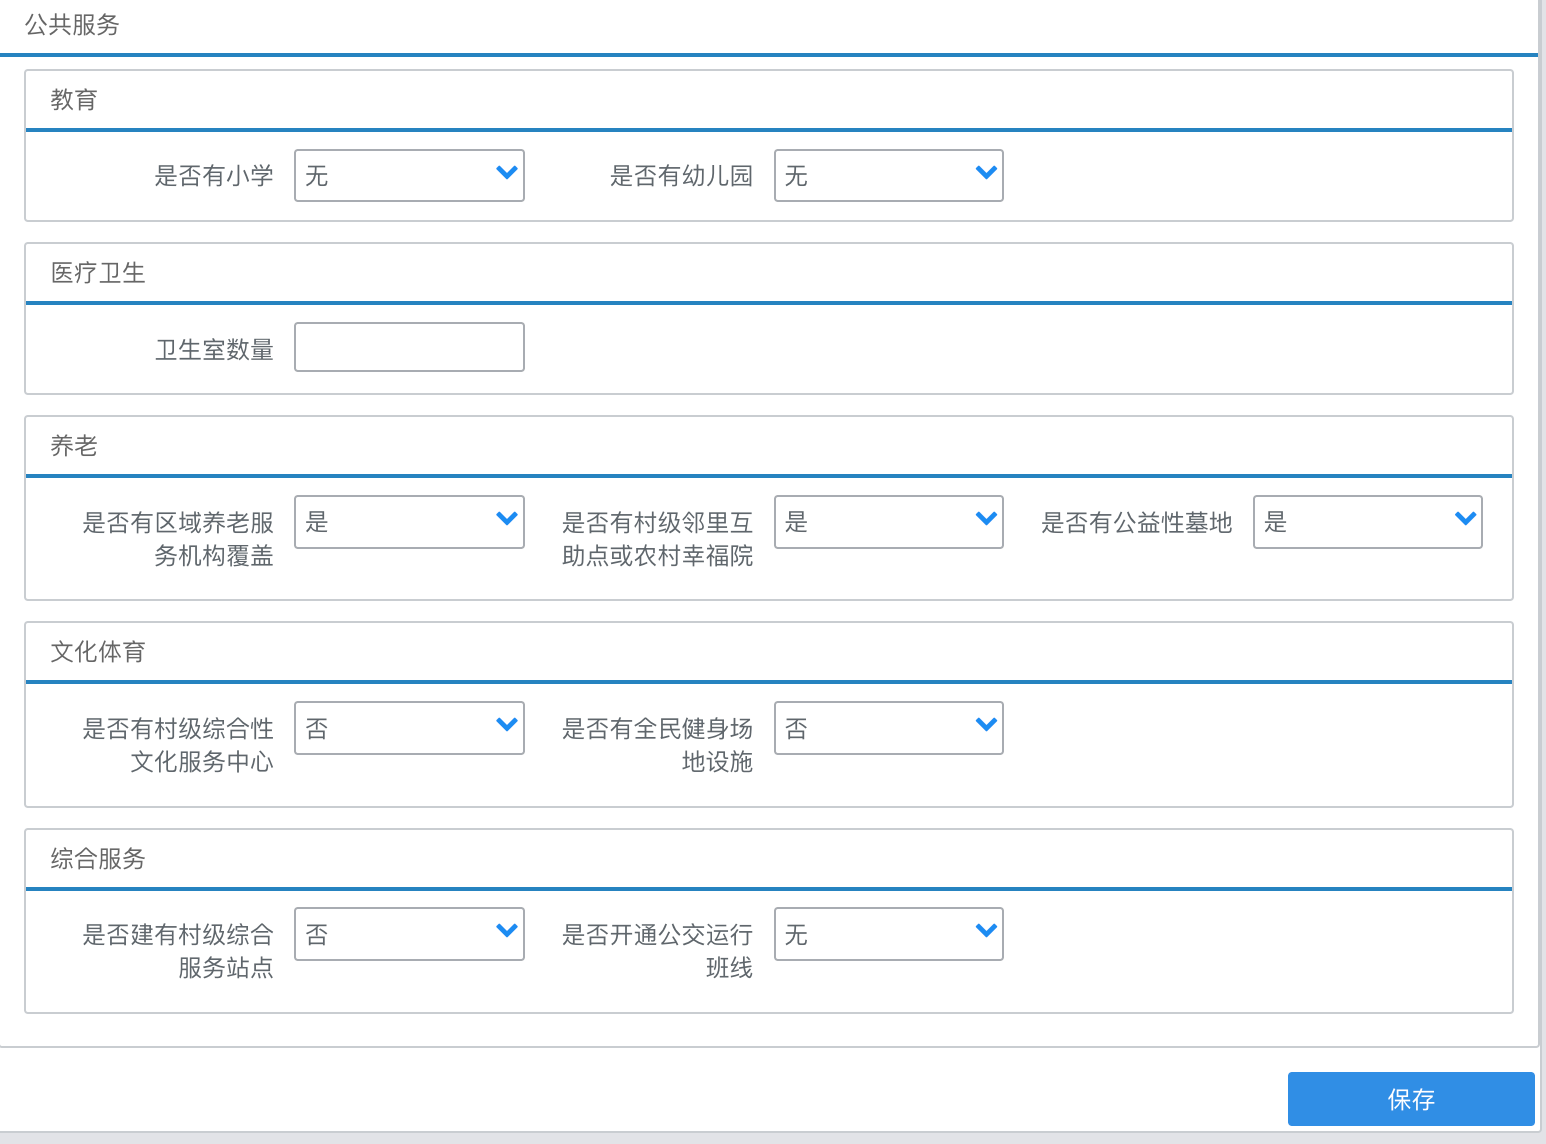 公共服务
教育
是否有小学 无 是否有幼儿园 无
医疗卫生
卫生室数量
养老
是否有区域养老服 是 是否有村级邻里互 是 是否有公益性墓地 是
务机构覆盖 助点或农村幸福院
文化体育
是否有村级综合性 否 是否有全民健身场 否
文化服务中心 地设施
综合服务
是否建有村级综合 否 是否开通公交运行 无
服务站点 班线
保存